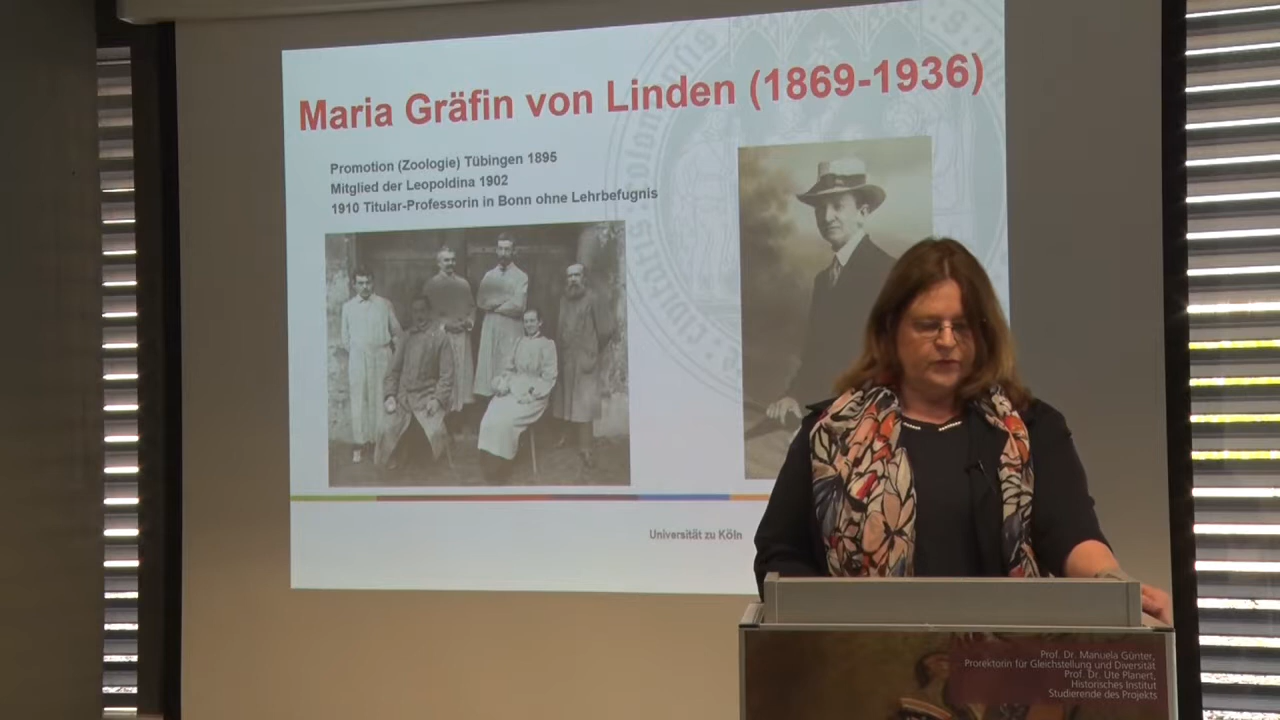 Maria Gräfin von Linden (1869-1936)
Promotion (Zoologie) Tübingen 1895
Mitglied der Leopoldina 1902
1910 Titular-Professorin in Bonn ohne Lehrbefugnis
Universität zu Köln
Prof. Dr. Manuela Günter,
Prorektorin für Gleichstellung und Diversität
Prof. Dr. Ute Planert,
Historisches Institut
Studierende des Projekts